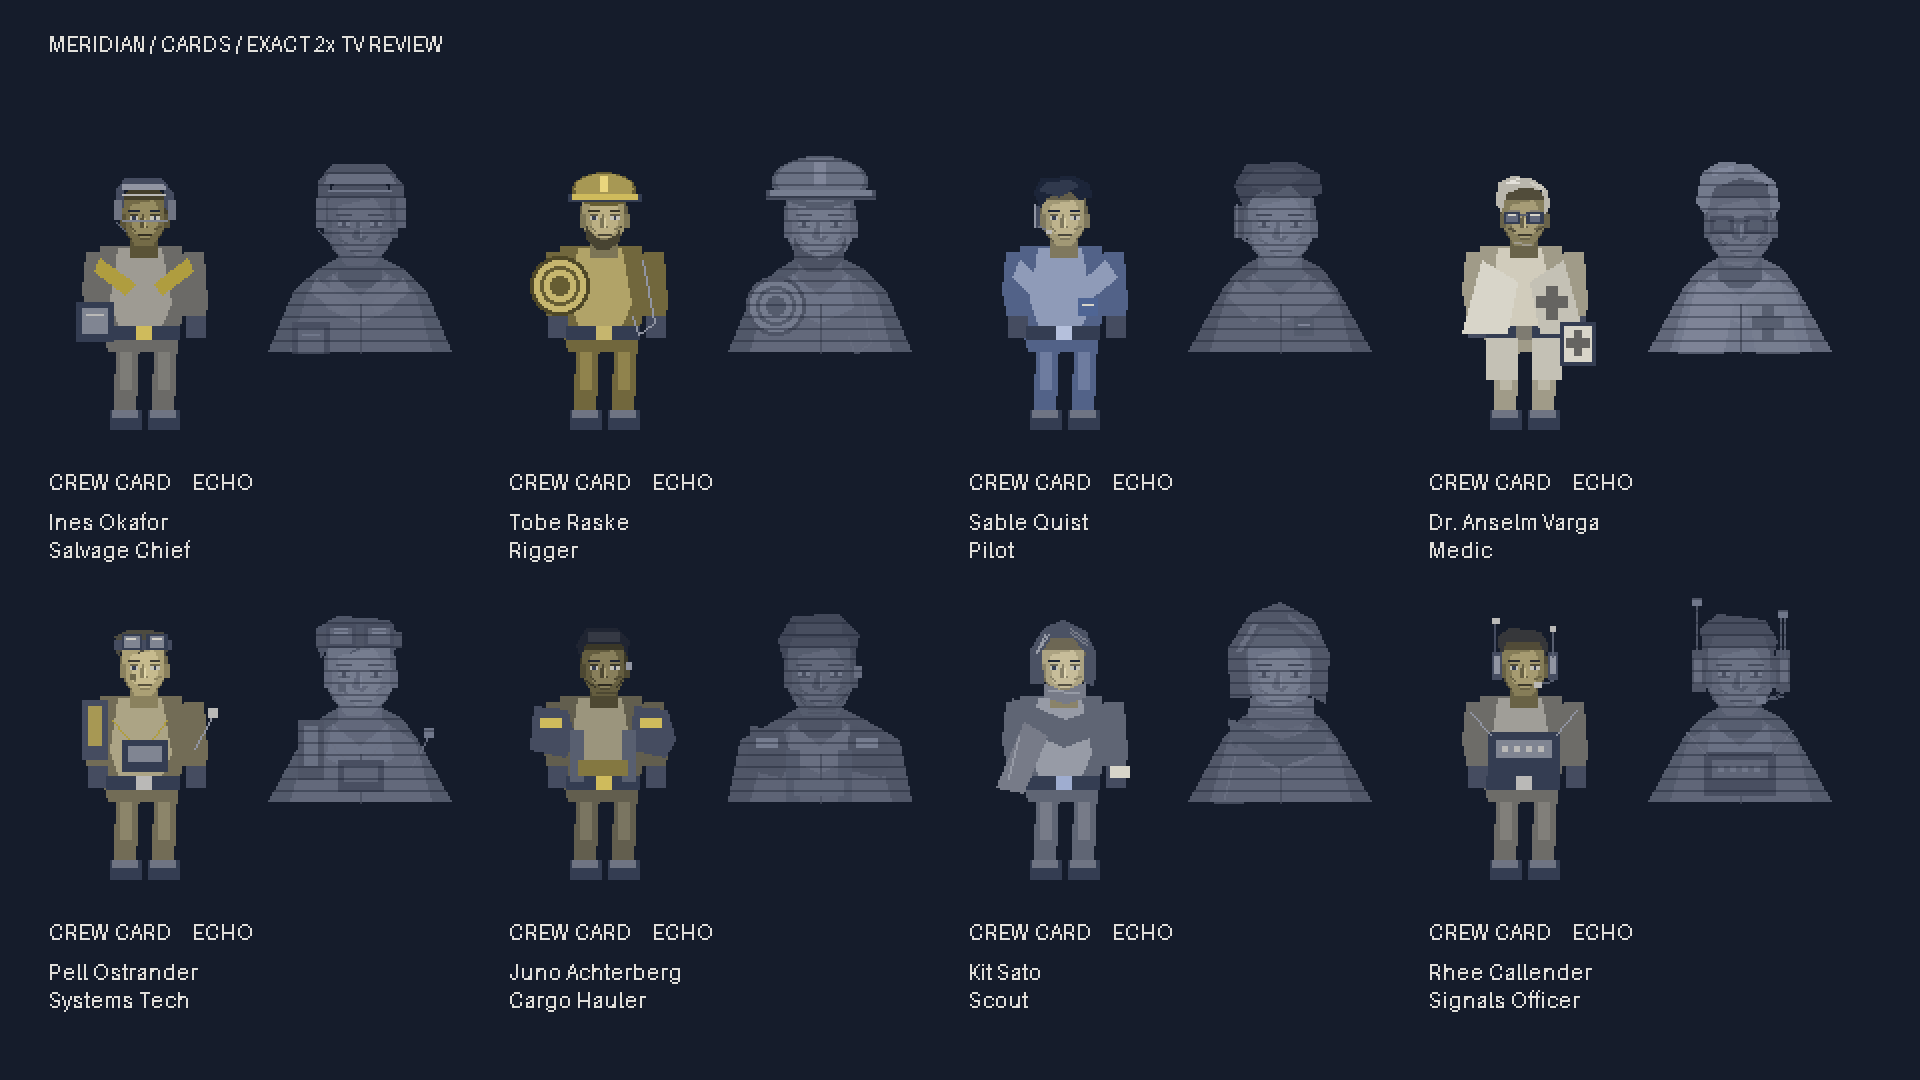 MERIDIAN / CARDS / EXACT 2x TV REVIEW
CREW CARD ECHO
Ines Okafor
Salvage Chief
CREW CARD ECHO
Tobe Raske
Rigger
CREW CARD ECHO
Sable Quist
Pilot
CREW CARD ECHO
Dr. Anselm Varga
Medic
CREW CARD ECHO
Pell Ostrander
Systems Tech
CREW CARD ECHO
Juno Achterberg
Cargo Hauler
CREW CARD ECHO
Kit Sato
Scout
CREW CARD ECHO
Rhee Callender
Signals Officer